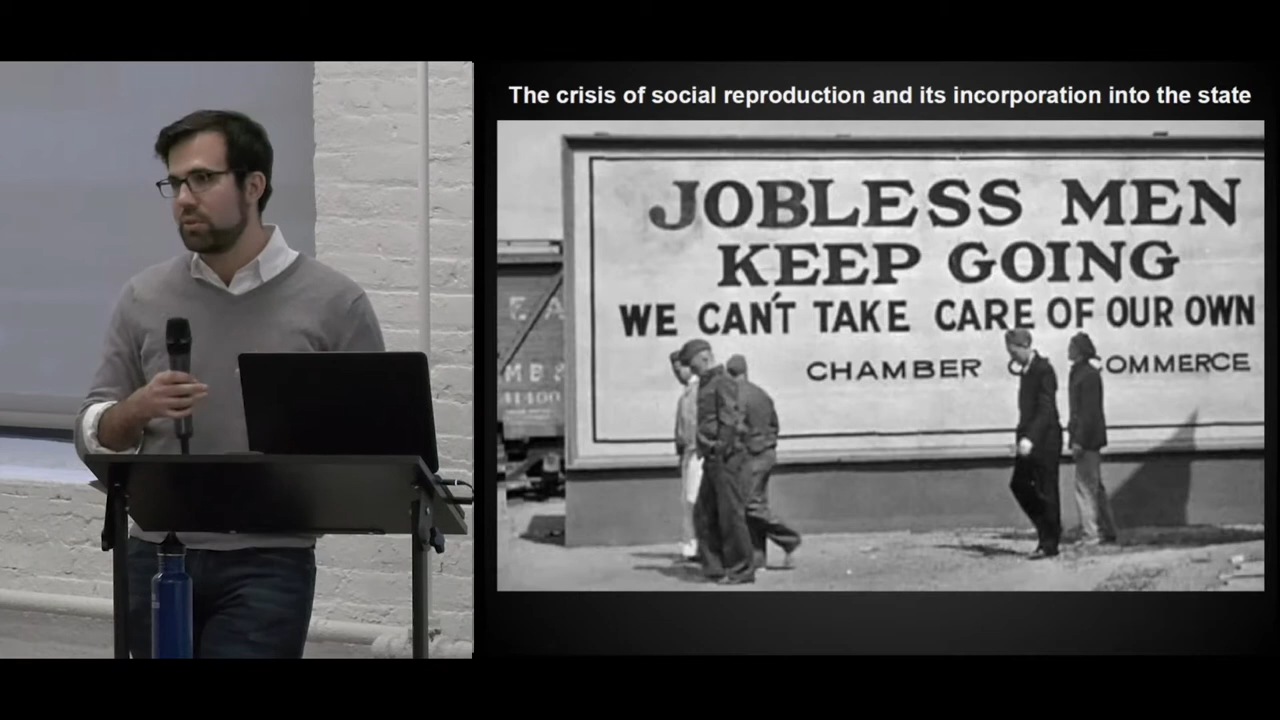 The crisis of social reproduction and its incorporation into the state
JOBLESS MEN
KEEP GOING
WE CAN'T TAKE CARE OF OUR OWN
CHAMBER COMMERCE